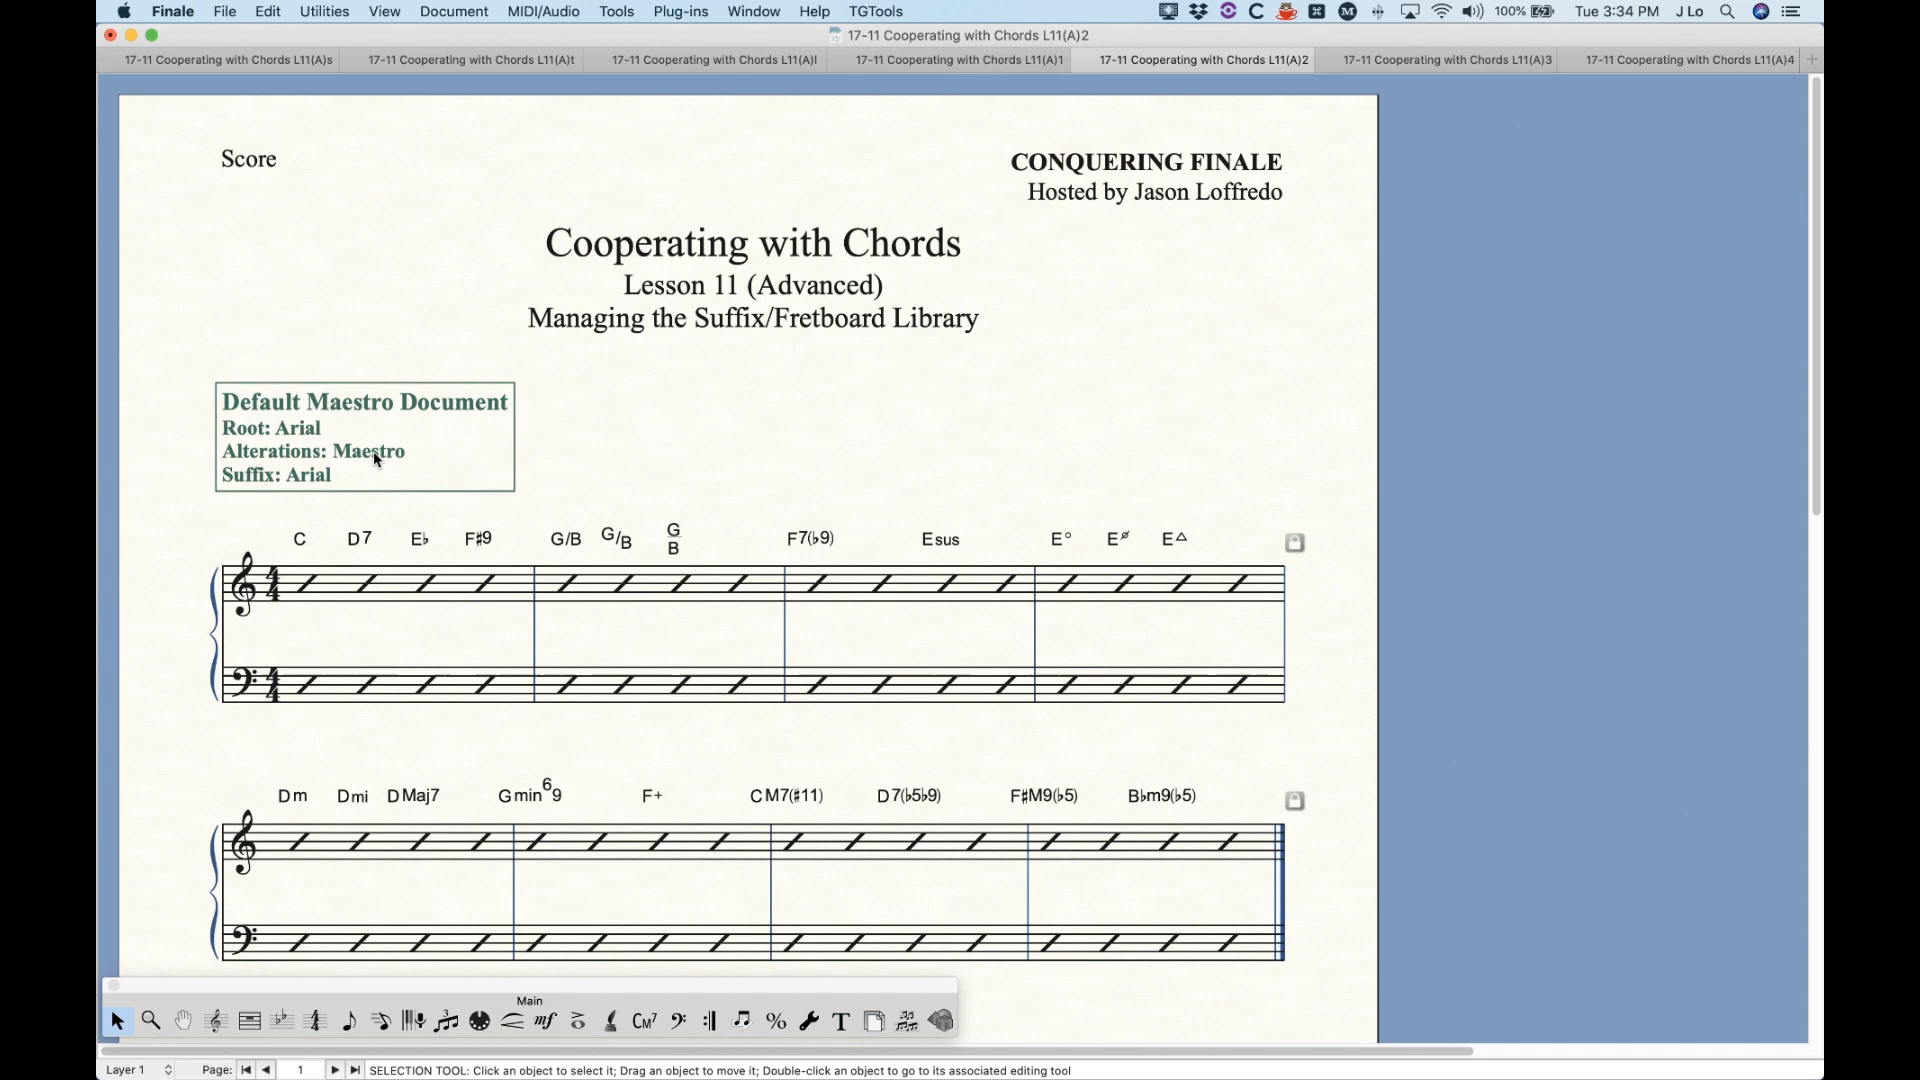 Finale File Edit Utilities View Document MIDI/Audio Tools Plug-ins Window Help TGTools 100% Tue 3:34 PM J Lo
17-11 Cooperating with Chords L11(A)2
17-11 Cooperating with Chords L11(A)s 17-11 Cooperating with Chords L11(A)t 17-11 Cooperating with Chords L11(A)l 17-11 Cooperating with Chords L11(A)1 17-11 Cooperating with Chords L11(A)2 17-11 Cooperating with Chords L11(A)3 17-11 Cooperating with Chords L11(A)4
Score
CONQUERING FINALE
Hosted by Jason Loffredo
Cooperating with Chords
Lesson 11 (Advanced)
Managing the Suffix/Fretboard Library
Default Maestro Document
Root: Arial
Alterations: Maestro
Suffix: Arial
C D7 E♭ F♯9 G/B G/B G/B F7(♭9) Esus E° Eø E△
Dm Dmi DMaj7 Gmin69 F+ CM7(♯11) D7(♭5♭9) F♯M9(♭5) B♭m9(♭5)
Main
mf CM7 % T
Layer 1 Page: 1 SELECTION TOOL: Click an object to select it; Drag an object to move it; Double-click an object to go to its associated editing tool